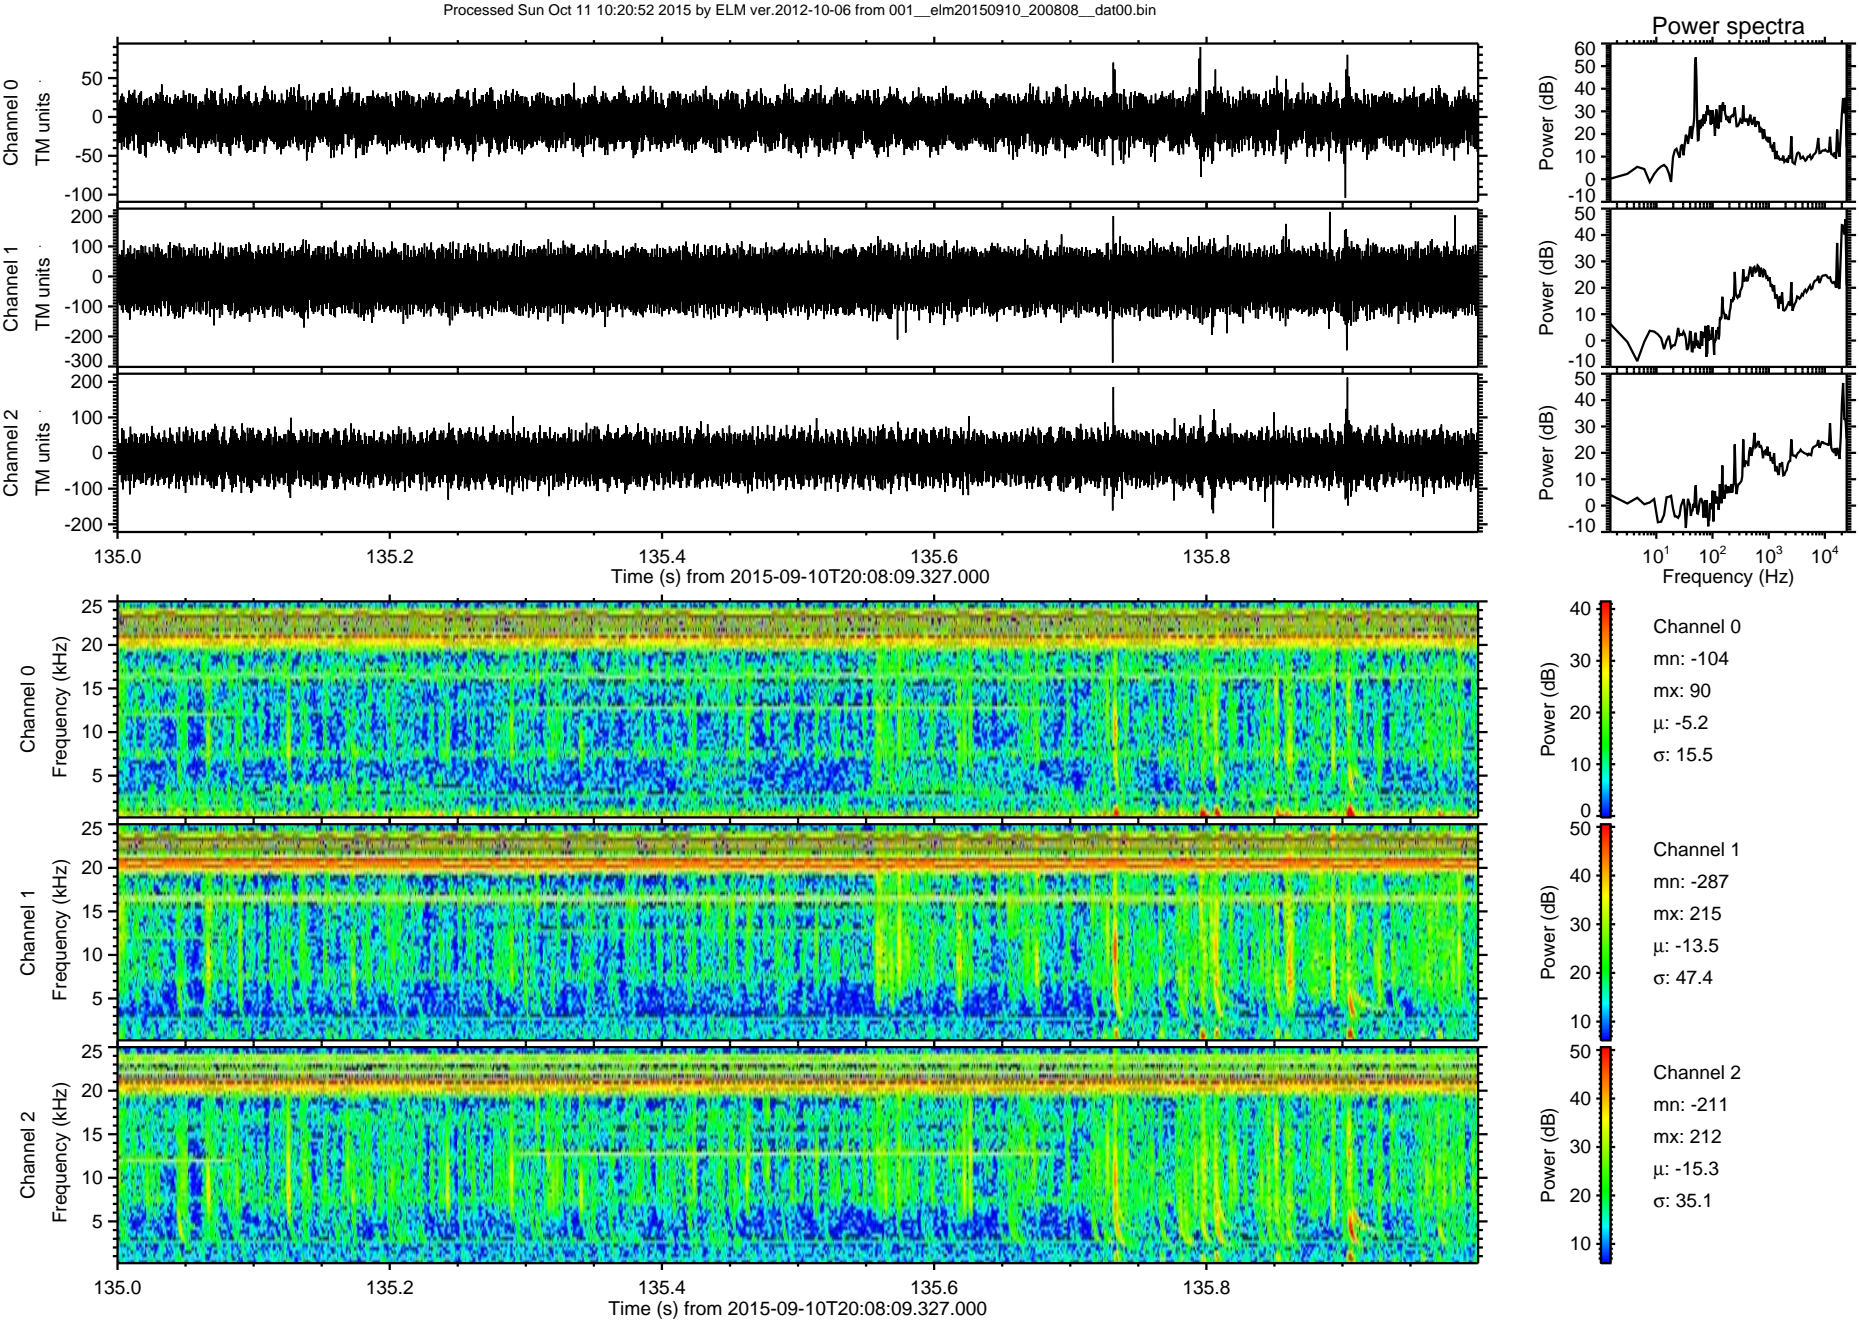 Processed Sun Oct 11 10:20:52 2015 by ELM ver.2012-10-06 from 001__elm20150910_200808__dat00.bin
Power spectra
Channel 0
TM units
50
0
-50
-100
Power (dB)
60
50
40
30
20
10
0
-10
Channel 1
TM units
200
100
0
-100
-200
-300
Power (dB)
50
40
30
20
10
0
-10
Channel 2
TM units
200
100
0
-100
-200
Power (dB)
50
40
30
20
10
0
-10
135.0 135.2 135.4 135.6 135.8
Time (s) from 2015-09-10T20:08:09.327.000
10^1 10^2 10^3 10^4
Frequency (Hz)
Channel 0
Frequency (kHz)
25
20
15
10
5
Power (dB)
40
30
20
10
0
Channel 0
mn: -104
mx: 90
μ: -5.2
σ: 15.5
Channel 1
Frequency (kHz)
25
20
15
10
5
Power (dB)
50
40
30
20
10
Channel 1
mn: -287
mx: 215
μ: -13.5
σ: 47.4
Channel 2
Frequency (kHz)
25
20
15
10
5
Power (dB)
50
40
30
20
10
Channel 2
mn: -211
mx: 212
μ: -15.3
σ: 35.1
135.0 135.2 135.4 135.6 135.8
Time (s) from 2015-09-10T20:08:09.327.000